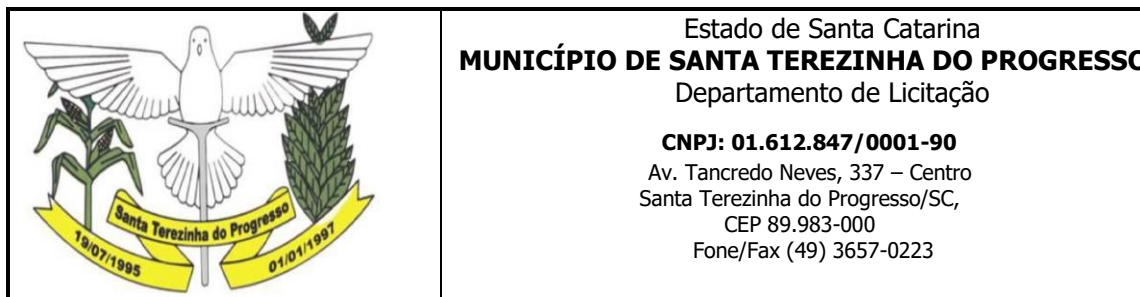 Santa Terezinha do Progresso
19/07/1995
01/01/1997
Estado de Santa Catarina
MUNICÍPIO DE SANTA TEREZINHA DO PROGRESSO
Departamento de Licitação
CNPJ: 01.612.847/0001-90
Av. Tancredo Neves, 337 – Centro
Santa Terezinha do Progresso/SC,
CEP 89.983-000
Fone/Fax (49) 3657-0223